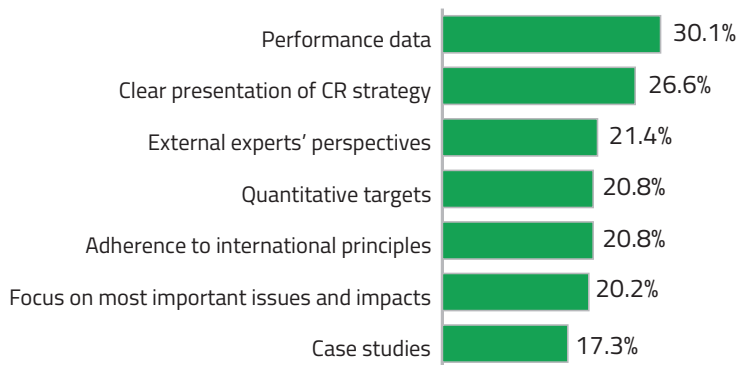 Performance data 30.1%
Clear presentation of CR strategy 26.6%
External experts’ perspectives 21.4%
Quantitative targets 20.8%
Adherence to international principles 20.8%
Focus on most important issues and impacts 20.2%
Case studies 17.3%